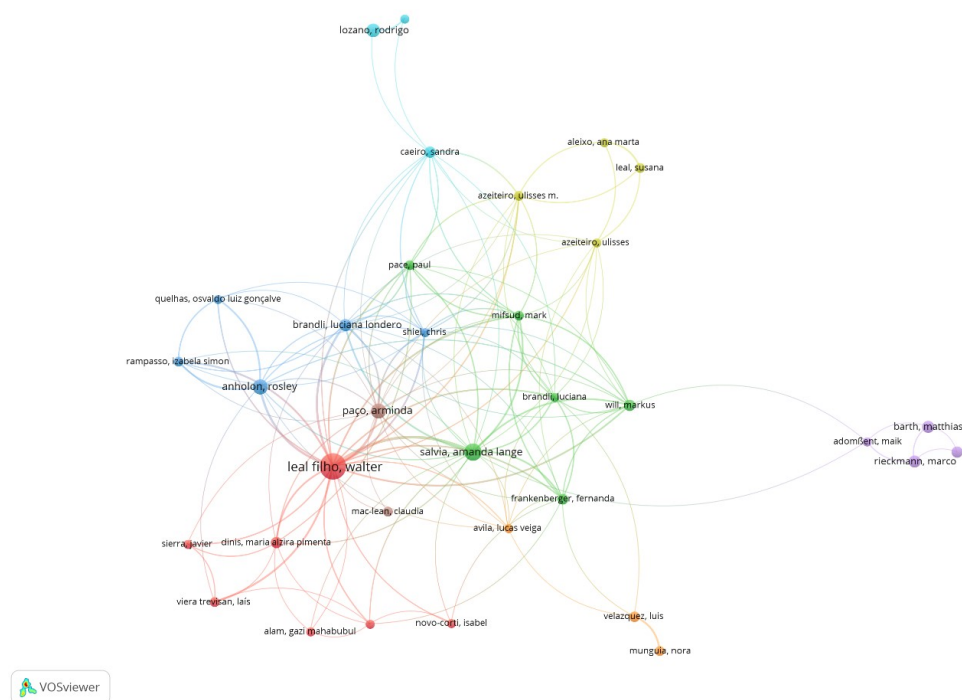 lozano, rodrigo
caeiro, sandra
aleixo, ana marta
leal, susana
azeiteiro, ulisses m.
azeiteiro, ulisses
pace, paul
quelhas, osvaldo luiz gonçalve
mifsud, mark
brandli, luciana londero
shiel, chris
rampasso, izabela simon
anholon, rosley
brandli, luciana
will, markus
paço, arminda
barth, matthias
adomßent, maik
salvia, amanda lange
rieckmann, marco
leal filho, walter
frankenberger, fernanda
mac-lean, claudia
avila, lucas veiga
sierra, javier
dinis, maria alzira pimenta
viera trevisan, laís
velazquez, luis
novo-corti, isabel
alam, gazi mahabubul
munguia, nora
VOSviewer